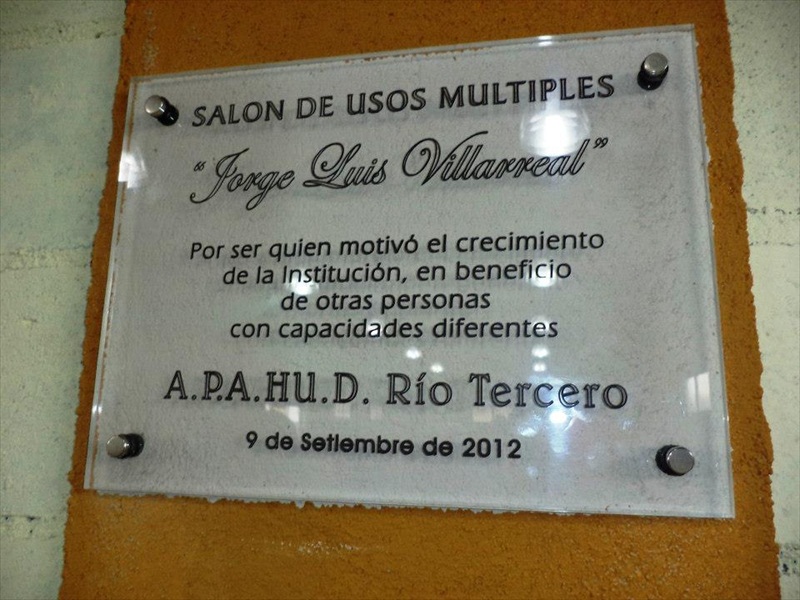 SALON DE USOS MULTIPLES
"Jorge Luis Villarreal"
Por ser quien motivó el crecimiento
de la Institución, en beneficio
de otras personas
con capacidades diferentes
A.P.A.HU.D. Río Tercero
9 de Setiembre de 2012